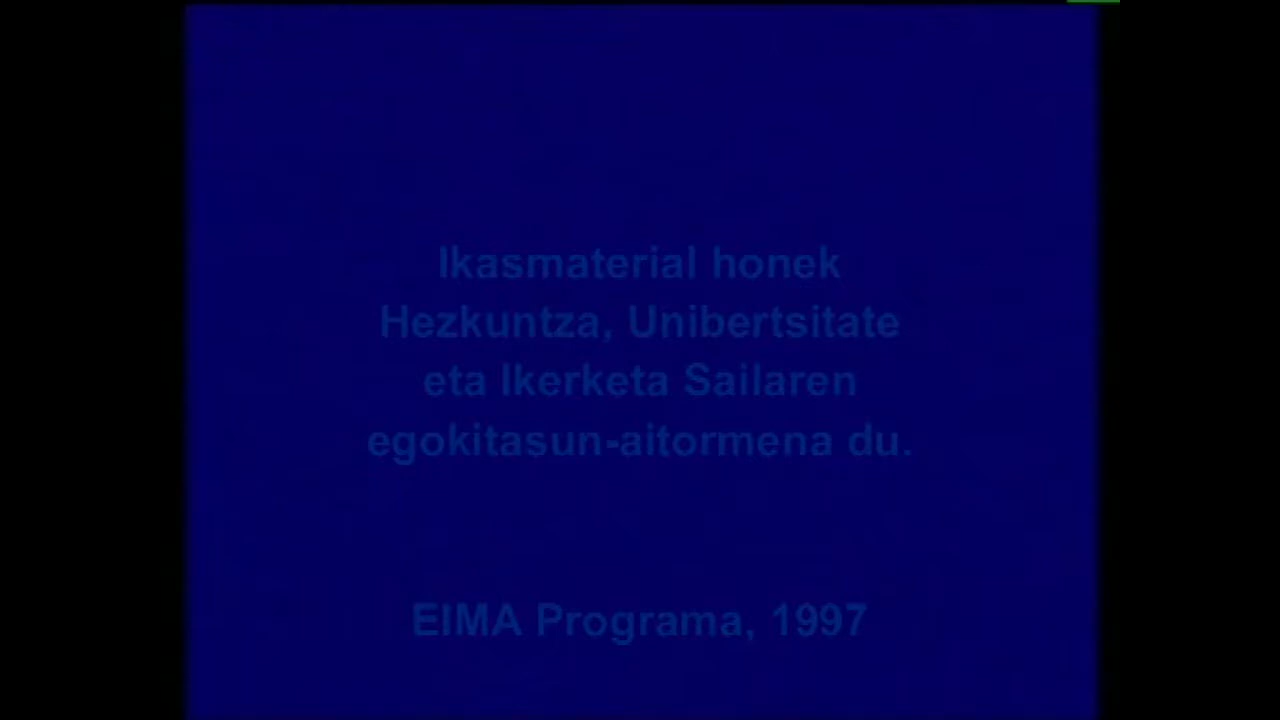 Ikasmaterial honek
Hezkuntza, Unibertsitate
eta Ikerketa Sailaren
egokitasun-aitormena du.
EIMA Programa, 1997